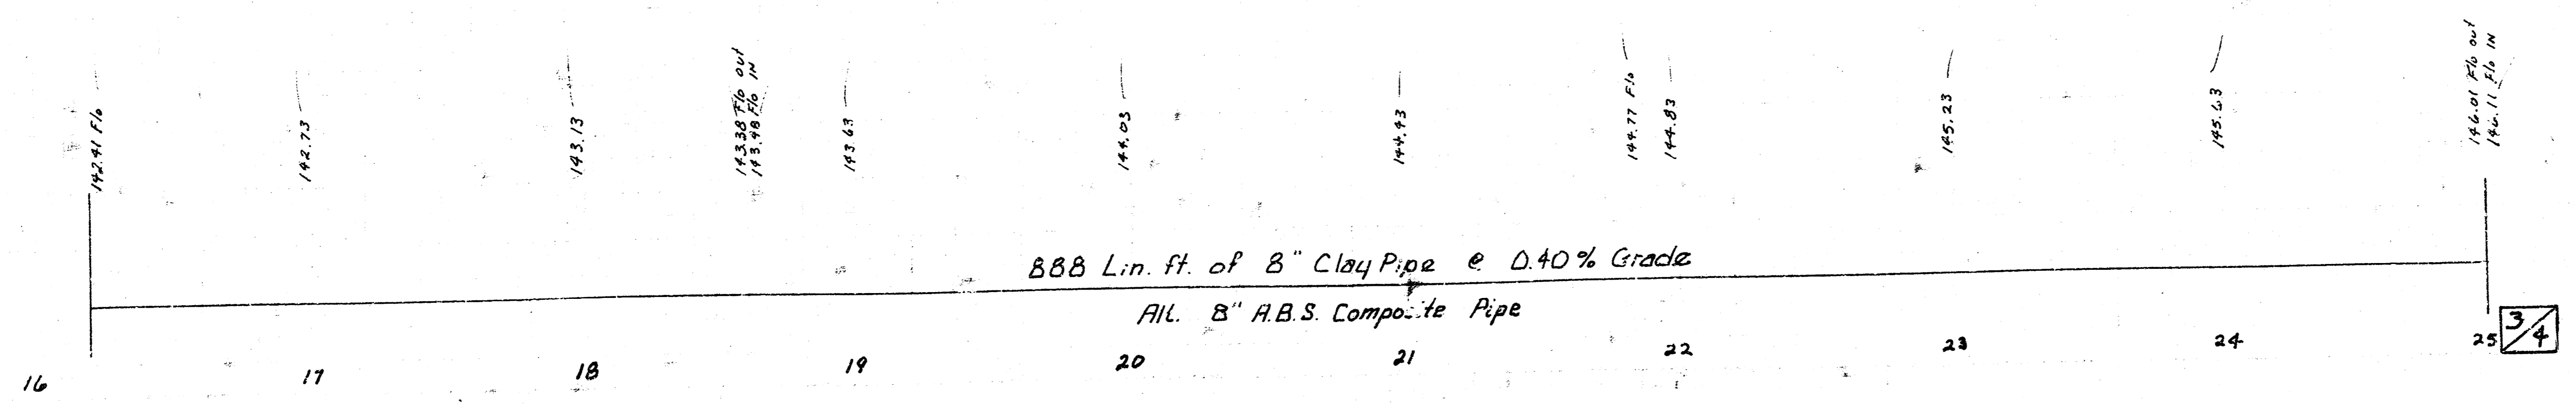 142.41 Flo
142.73
143.13
143.38 Flo Out
143.48 Flo IN
143.63
144.03
144.43
144.77 Flo
144.83
145.23
145.63
146.01 Flo Out
146.11 Flo IN
888 Lin. ft. of 8" Clay Pipe @ 0.40% Grade
Alt. 8" A.B.S. Composite Pipe
16 17 18 19 20 21 22 23 24 25
3/4